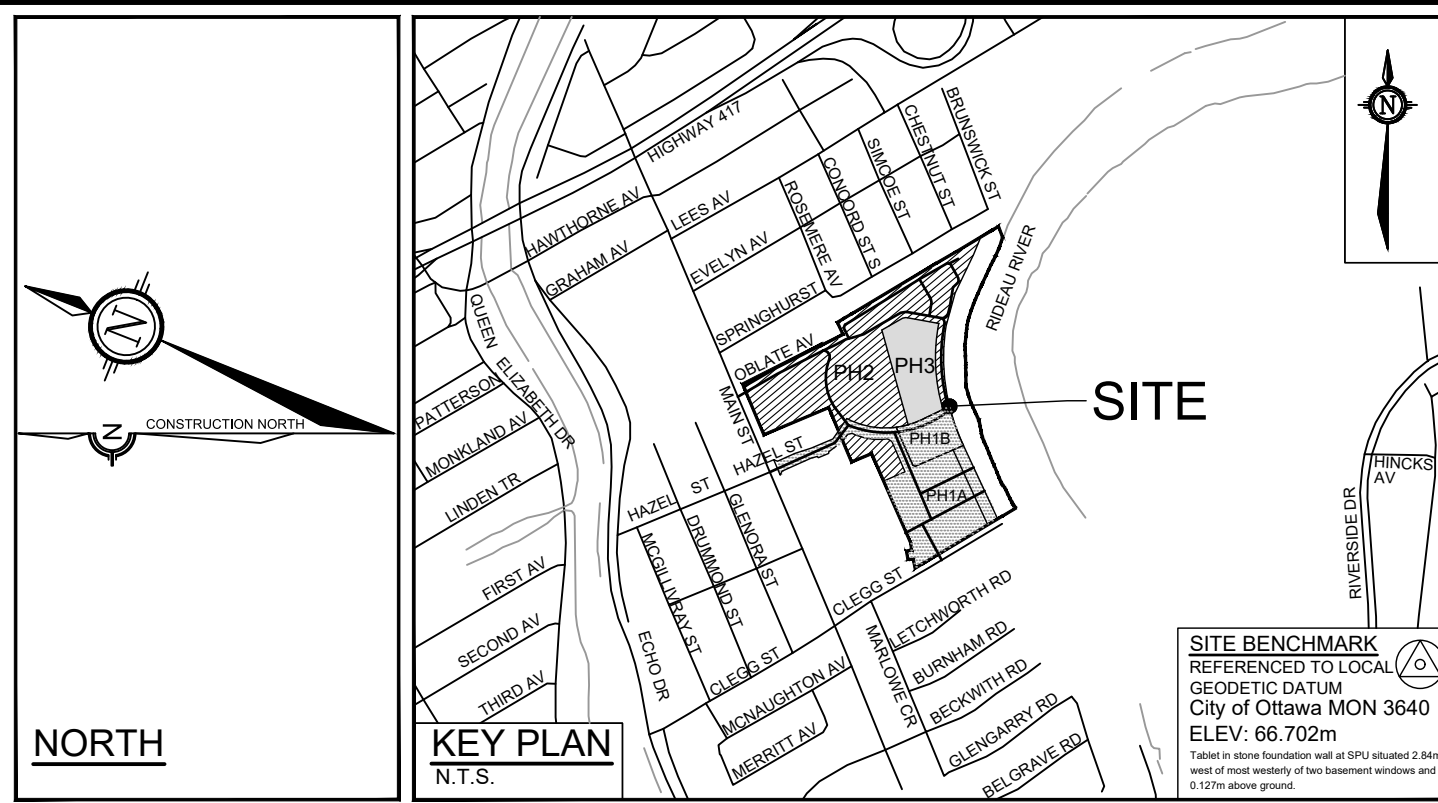 N
N
CONSTRUCTION NORTH
NORTH
HIGHWAY 417
HAWTHORNE AV
GRAHAM AV
LEES AV
EVELYN AV
SPRINGHURST
OBLATE AV
ROSEMERE AV
CONCORD ST S
SIMCOE ST
CHESTNUT ST
BRUNSWICK ST
RIDEAU RIVER
QUEEN ELIZABETH DR
PATTERSON
MONKLAND AV
LINDEN TR
FIRST AV
SECOND AV
THIRD AV
MAIN ST
HAZEL ST
HAZEL ST
GLENORA ST
DRUMMOND ST
MCGILLIVRAY ST
ECHO DR
CLEGG ST
CLEGG ST
MCNAUGHTON AV
MERRITT AV
MARLOWE CR
LETCHWORTH RD
BURNHAM RD
BECKWITH RD
GLENGARRY RD
BELGRAVE RD
PH2
PH3
PH1B
PH1A
SITE
KEY PLAN
N.T.S.
N
HINCKS
AV
RIVERSIDE DR
SITE BENCHMARK
REFERENCED TO LOCAL
GEODETIC DATUM
City of Ottawa MON 3640
ELEV: 66.702m
Tablet in stone foundation wall at SPU situated 2.84m
west of most westerly of two basement windows and
0.127m above ground.